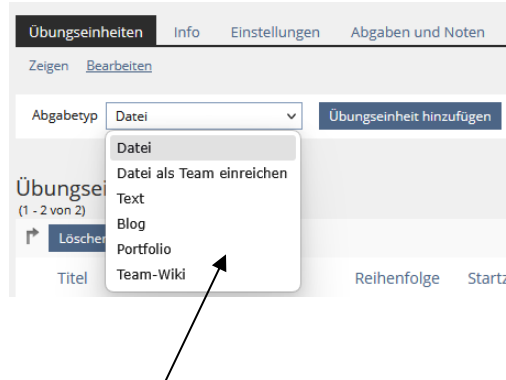 Übungseinheiten Info Einstellungen Abgaben und Noten
Zeigen Bearbeiten
Abgabetyp Datei Übungseinheit hinzufügen
Datei
Datei als Team einreichen
Text
Blog
Portfolio
Team-Wiki
Übungsei
(1 - 2 von 2)
Löschen
Titel Reihenfolge Startz